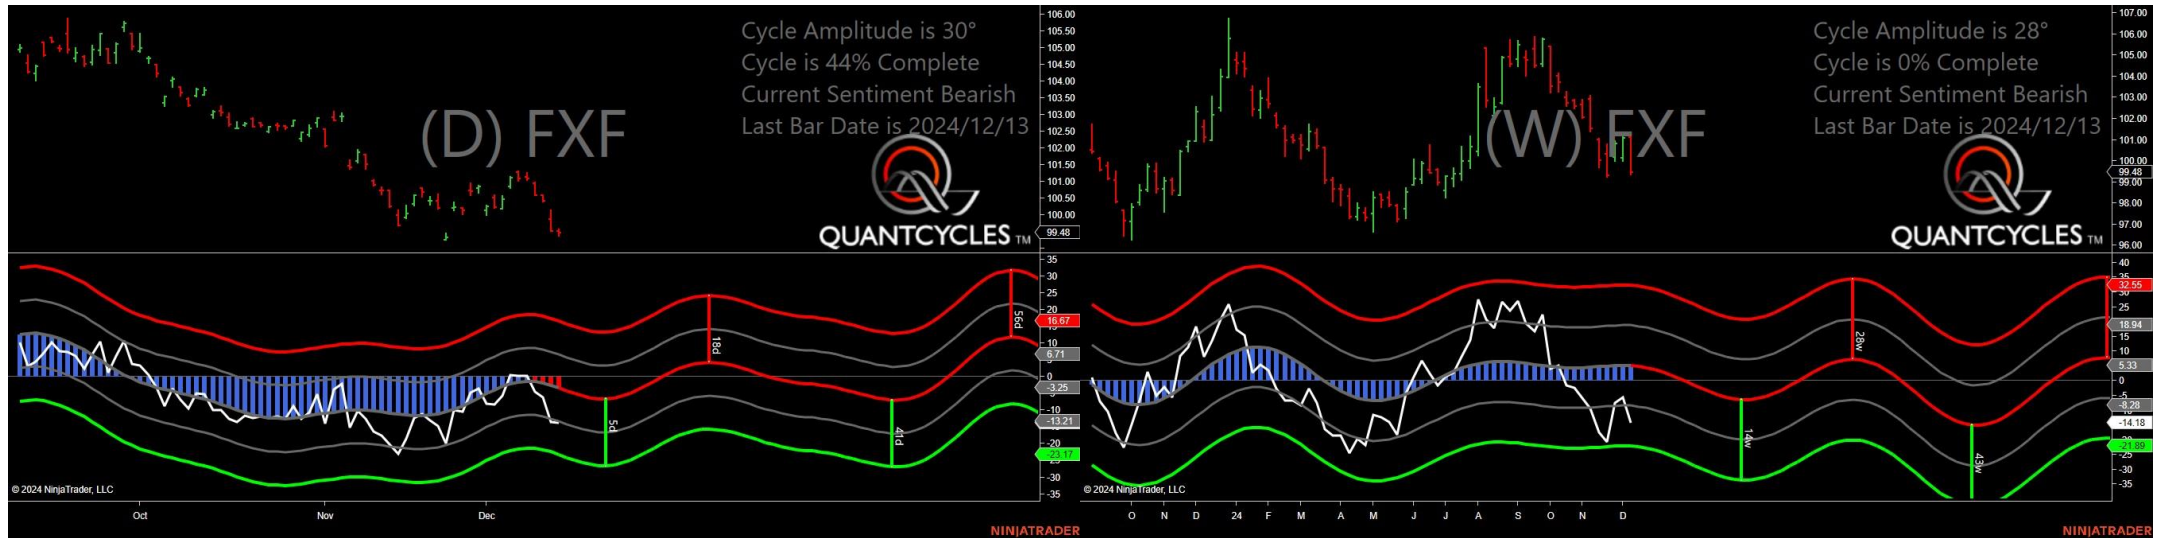 Cycle Amplitude is 30°
Cycle is 44% Complete
Current Sentiment Bearish
Last Bar Date is 2024/12/13
(D) FXF
QUANTCYCLES TM
106.00
105.50
105.00
104.50
104.00
103.50
103.00
102.50
102.00
101.50
101.00
100.50
100.00
99.48
35
30
25
20
16.67
10
6.71
0
-3.25
-10
-13.21
-20
-23.17
-30
-35
5d
18d
41d
56d
© 2024 NinjaTrader, LLC
Oct
Nov
Dec
NINJATRADER
Cycle Amplitude is 28°
Cycle is 0% Complete
Current Sentiment Bearish
Last Bar Date is 2024/12/13
(W) FXF
QUANTCYCLES TM
107.00
106.00
105.00
104.00
103.00
102.00
101.00
100.00
99.48
99.00
98.00
97.00
96.00
40
32.55
25
18.94
15
10
5.33
0
-8.28
-14.18
-21.89
-25
-30
-35
14w
28w
43w
© 2024 NinjaTrader, LLC
O
N
D
24
F
M
A
M
J
J
A
S
O
N
D
NINJATRADER